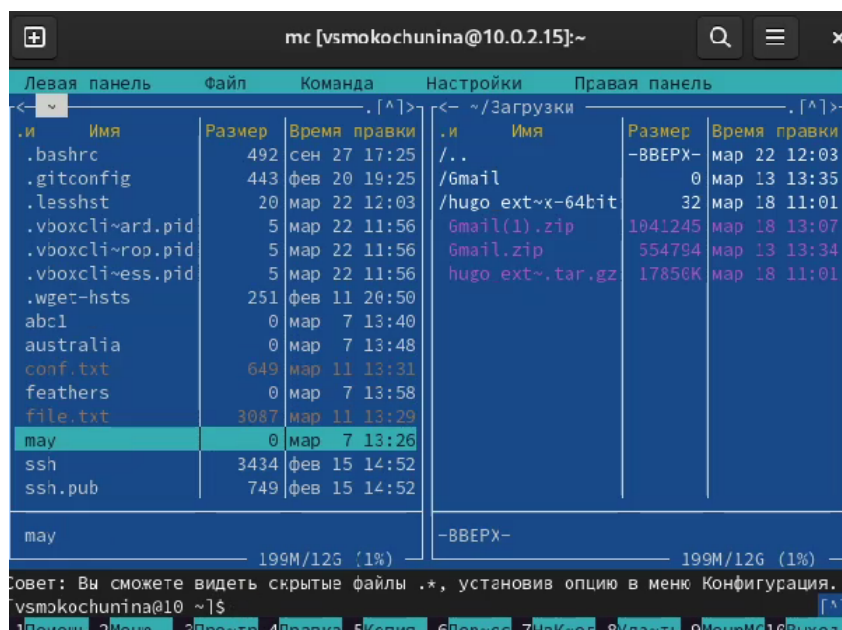 mc [vsmokochunina@10.0.2.15]:~
Левая панель Файл Команда Настройки Правая панель
<- ~ .[^]> <- ~/Загрузки .[^]>
.и Имя Размер Время правки .и Имя Размер Время правки
.bashrc 492 сен 27 17:25 /.. -ВВЕРХ- мар 22 12:03
.gitconfig 443 фев 20 19:25 /Gmail 0 мар 13 13:35
.lesshst 20 мар 22 12:03 /hugo ext~x-64bit 32 мар 18 11:01
.vboxcli~ard.pid 5 мар 22 11:56 Gmail(1).zip 1041245 мар 18 13:07
.vboxcli~rop.pid 5 мар 22 11:56 Gmail.zip 554794 мар 13 13:34
.vboxcli~ess.pid 5 мар 22 11:56 hugo ext~.tar.gz 17850K мар 18 11:01
.wget-hsts 251 фев 11 20:50
abc1 0 мар 7 13:40
australia 0 мар 7 13:48
conf.txt 649 мар 11 13:31
feathers 0 мар 7 13:58
file.txt 3087 мар 11 13:29
may 0 мар 7 13:26
ssh 3434 фев 15 14:52
ssh.pub 749 фев 15 14:52
may -ВВЕРХ-
199M/12G (1%) 199M/12G (1%)
Совет: Вы сможете видеть скрытые файлы .*, установив опцию в меню Конфигурация.
[vsmokochunina@10 ~]$ [^]